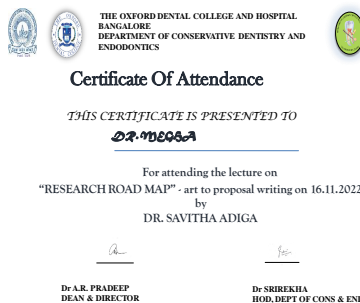 THE OXFORD DENTAL COLLEGE AND HOSPITAL
BANGALORE
DEPARTMENT OF CONSERVATIVE DENTISTRY AND
ENDODONTICS
Certificate Of Attendance
THIS CERTIFICATE IS PRESENTED TO
DR. MEGHA
For attending the lecture on
“RESEARCH ROAD MAP” - art to proposal writing on 16.11.2022
by
DR. SAVITHA ADIGA
Dr A.R. PRADEEP
DEAN & DIRECTOR
Dr SRIREKHA
HOD, DEPT OF CONS & EN